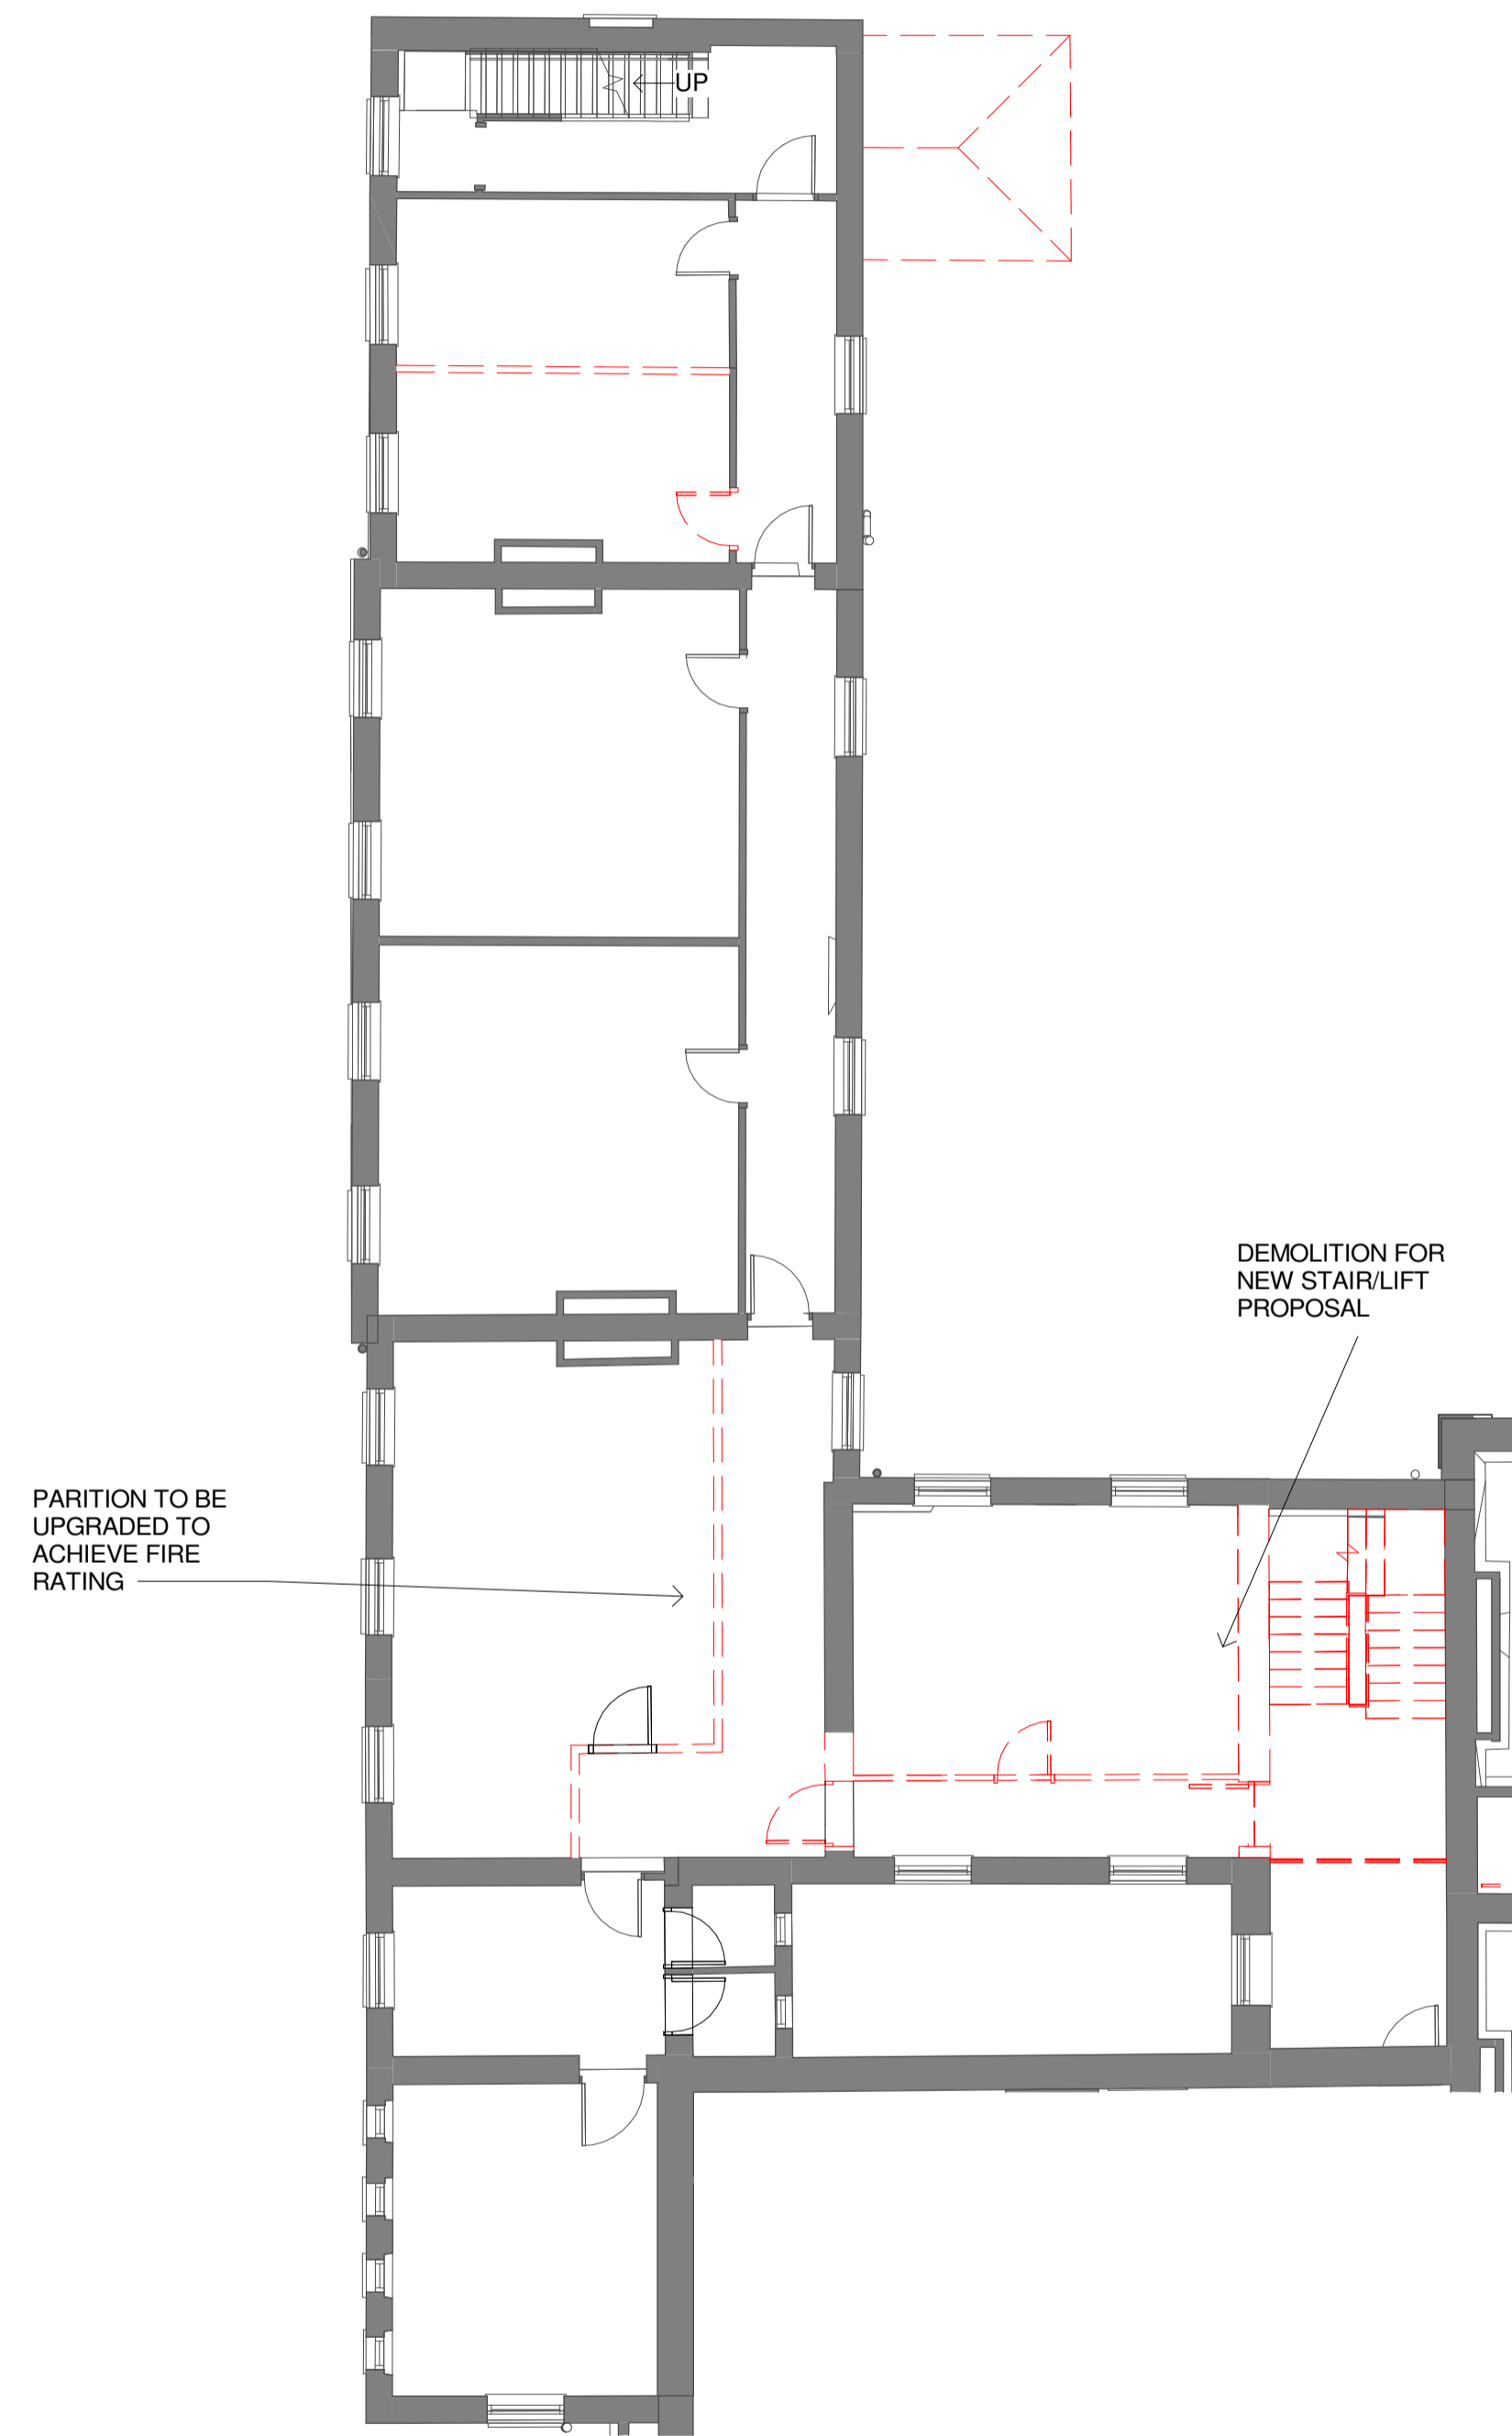 UP
DEMOLITION FOR
NEW STAIR/LIFT
PROPOSAL
PARITION TO BE
UPGRADED TO
ACHIEVE FIRE
RATING